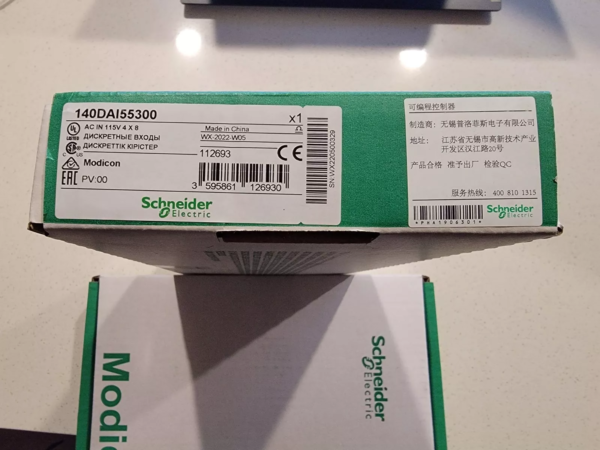 140DAI55300
x1
AC IN 115V 4 X 8
ДИСКРЕТНЫЕ ВХОДЫ
ДИСКРЕТТІК КІРІСТЕР
Modicon
PV:00
Made in China
WX-2022-W05
112693
3 595861 126930
SN:WX220500329
Schneider
Electric
可编程控制器
制造商: 无锡普洛菲斯电子有限公司
地址: 江苏省无锡市高新技术产业
开发区汉江路20号
产品合格 准予出厂 检验QC
服务热线: 400 810 1315
Schneider
Electric
Schneider
Electric